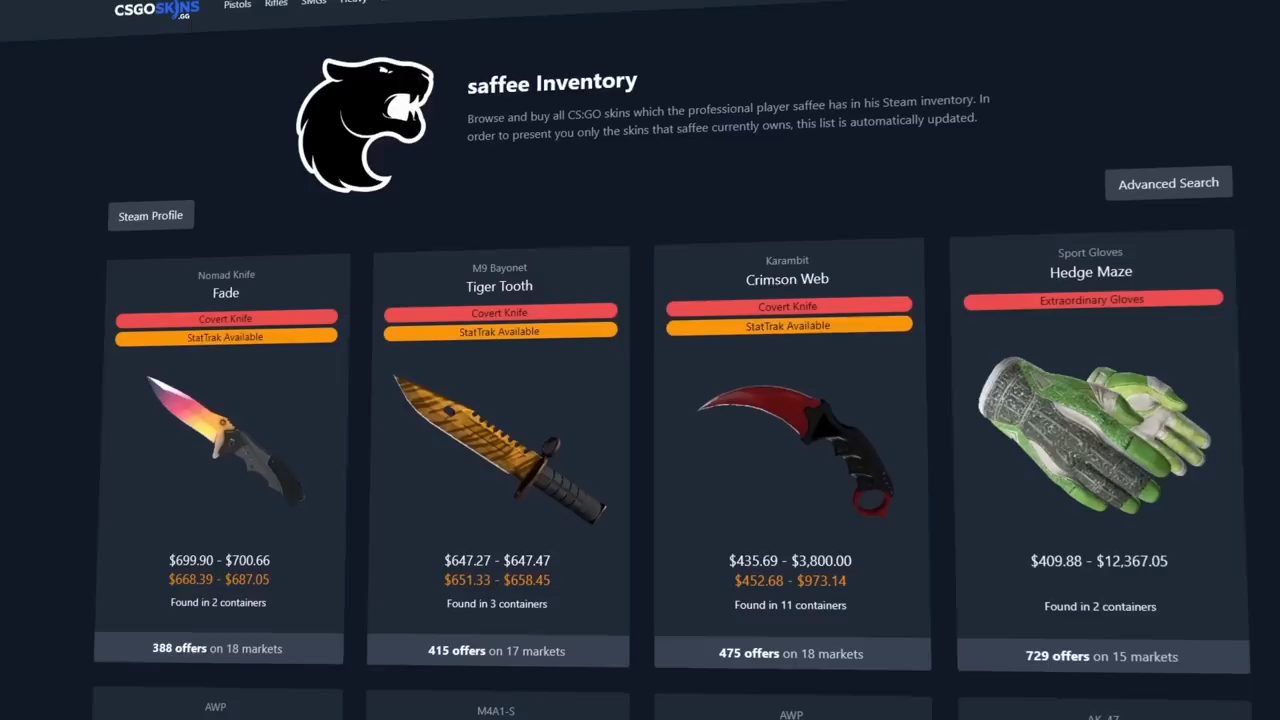 CSGOSKINS
.GG
Pistols Rifles SMGs Heavy
saffee Inventory
Browse and buy all CS:GO skins which the professional player saffee has in his Steam inventory. In
order to present you only the skins that saffee currently owns, this list is automatically updated.
Advanced Search
Steam Profile
Nomad Knife
Fade
Covert Knife
StatTrak Available
$699.90 - $700.66
$668.39 - $687.05
Found in 2 containers
388 offers on 18 markets
M9 Bayonet
Tiger Tooth
Covert Knife
StatTrak Available
$647.27 - $647.47
$651.33 - $658.45
Found in 3 containers
415 offers on 17 markets
Karambit
Crimson Web
Covert Knife
StatTrak Available
$435.69 - $3,800.00
$452.68 - $973.14
Found in 11 containers
475 offers on 18 markets
Sport Gloves
Hedge Maze
Extraordinary Gloves
$409.88 - $12,367.05
Found in 2 containers
729 offers on 15 markets
AWP
M4A1-S
AWP
AK-47